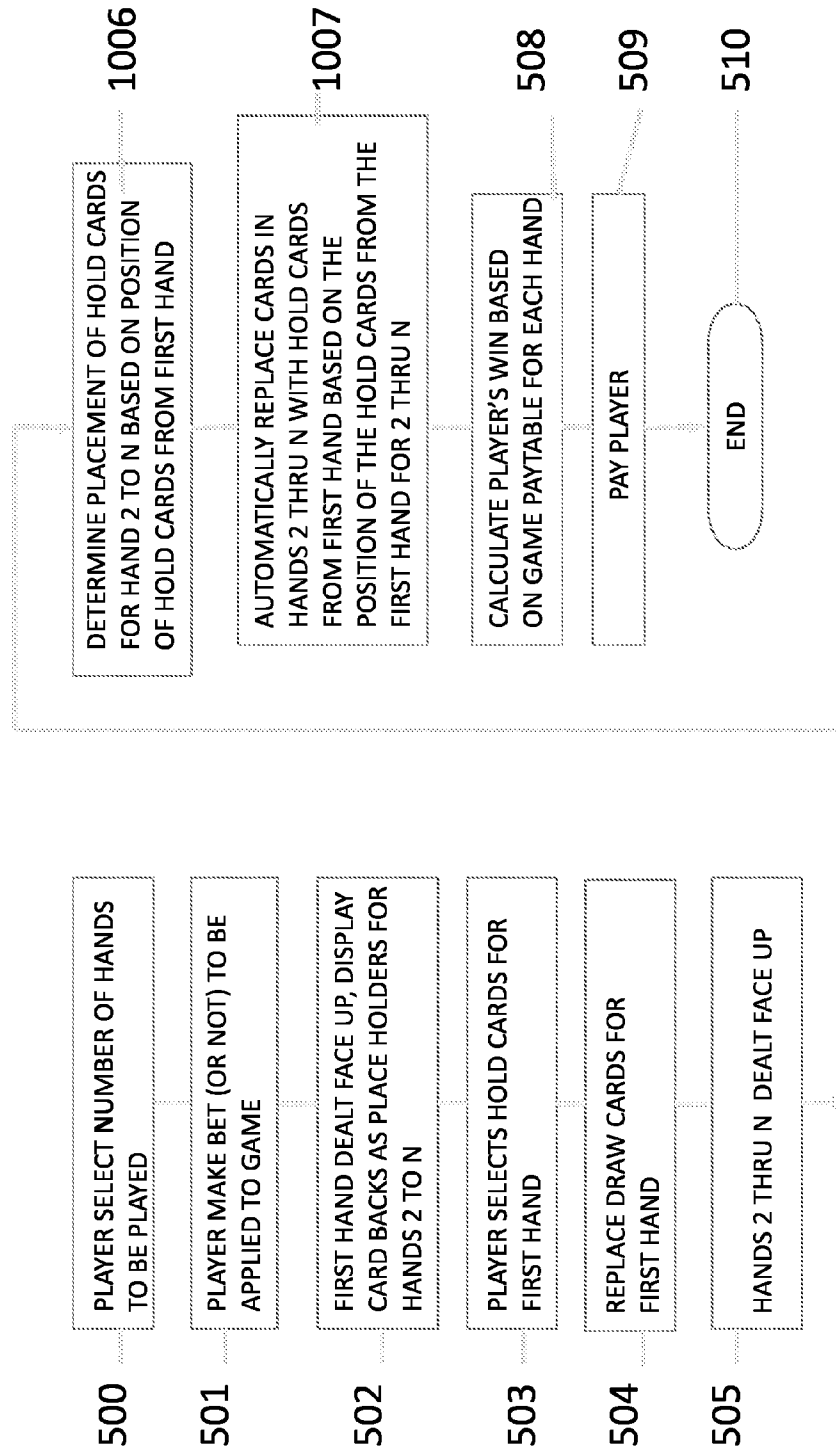 500
PLAYER SELECT NUMBER OF HANDS
TO BE PLAYED
501
PLAYER MAKE BET (OR NOT) TO BE
APPLIED TO GAME
502
FIRST HAND DEALT FACE UP, DISPLAY
CARD BACKS AS PLACE HOLDERS FOR
HANDS 2 TO N
503
PLAYER SELECTS HOLD CARDS FOR
FIRST HAND
504
REPLACE DRAW CARDS FOR
FIRST HAND
505
HANDS 2 THRU N DEALT FACE UP
DETERMINE PLACEMENT OF HOLD CARDS
FOR HAND 2 TO N BASED ON POSITION
OF HOLD CARDS FROM FIRST HAND
1006
AUTOMATICALLY REPLACE CARDS IN
HANDS 2 THRU N WITH HOLD CARDS
FROM FIRST HAND BASED ON THE
POSITION OF THE HOLD CARDS FROM THE
FIRST HAND FOR 2 THRU N
1007
CALCULATE PLAYER'S WIN BASED
ON GAME PAYTABLE FOR EACH HAND
508
PAY PLAYER
509
END
510